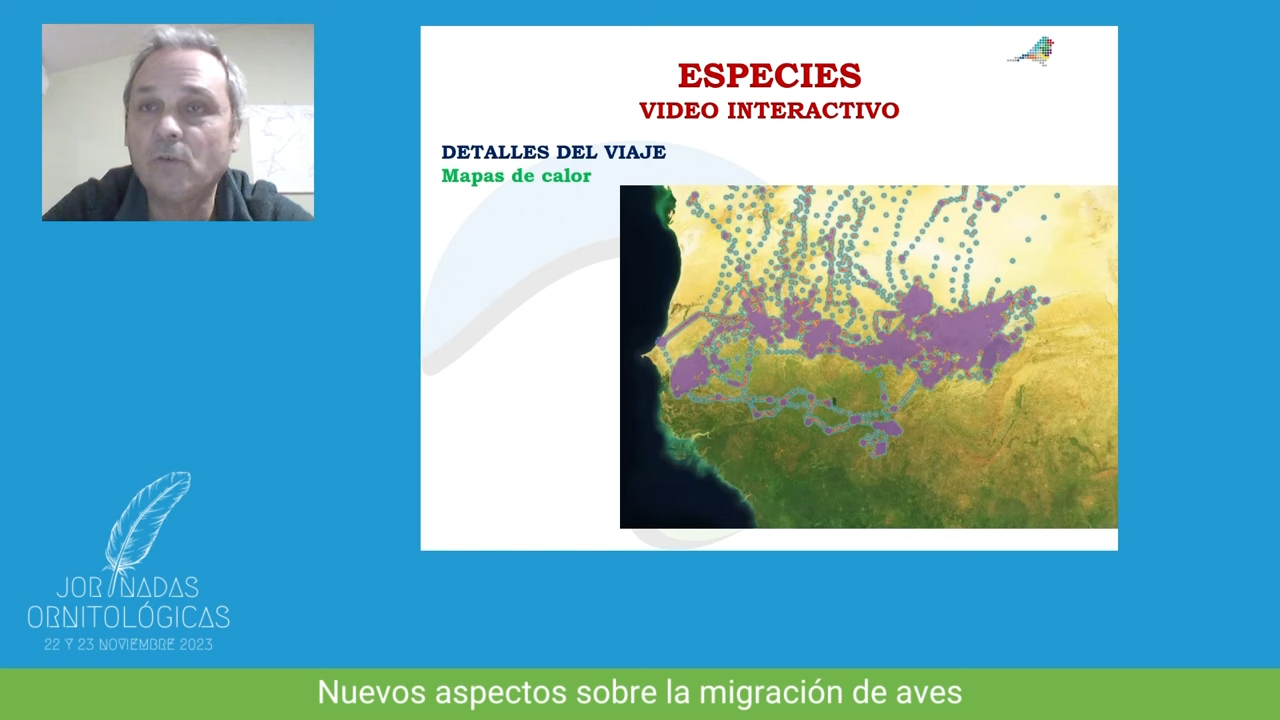 ESPECIES
VIDEO INTERACTIVO
DETALLES DEL VIAJE
Mapas de calor
JORNADAS
ORNITOLÓGICAS
22 Y 23 NOVIEMBRE 2023
Nuevos aspectos sobre la migración de aves